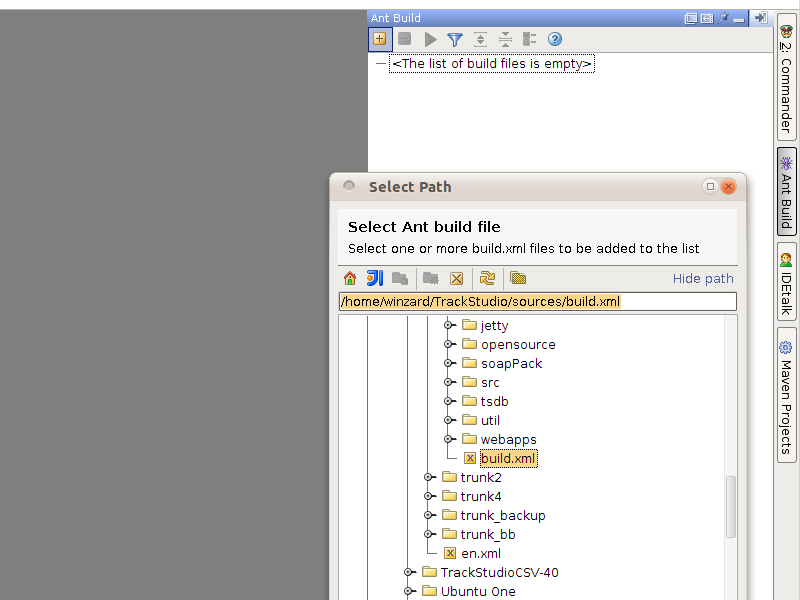 Ant Build
<The list of build files is empty>
2: Commander
Ant Build
IDEtalk
Maven Projects
Select Path
Select Ant build file
Select one or more build.xml files to be added to the list
Hide path
/home/winzard/TrackStudio/sources/build.xml
jetty
opensource
soapPack
src
tsdb
util
webapps
build.xml
trunk2
trunk4
trunk_backup
trunk_bb
en.xml
TrackStudioCSV-40
Ubuntu One